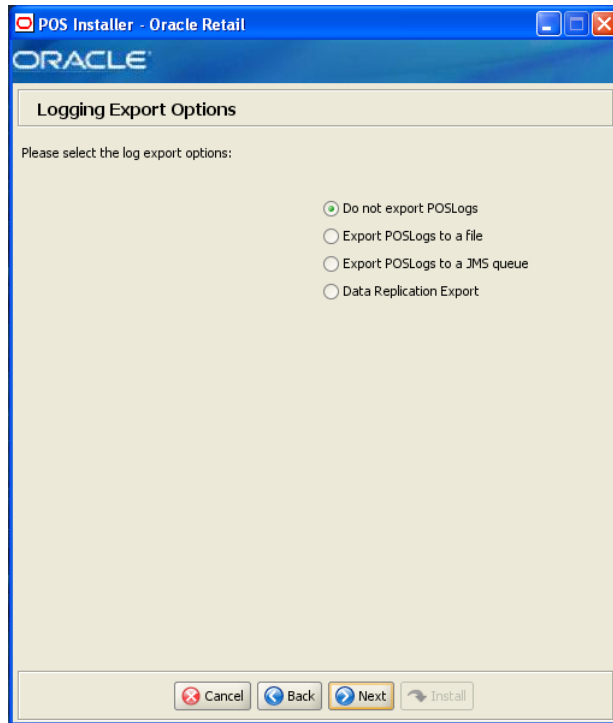 POS Installer - Oracle Retail
ORACLE
Logging Export Options
Please select the log export options:
Do not export POSLogs
Export POSLogs to a file
Export POSLogs to a JMS queue
Data Replication Export
Cancel Back Next Install